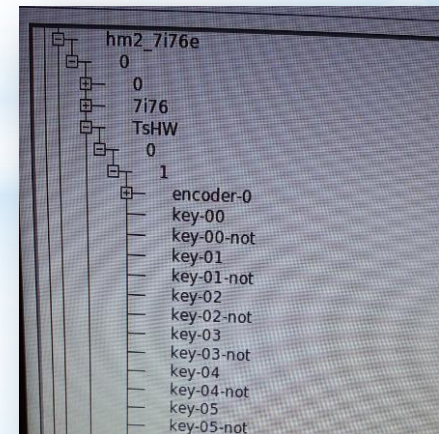 hm2_7i76e
0
0
7i76
TsHW
0
1
encoder-0
key-00
key-00-not
key-01
key-01-not
key-02
key-02-not
key-03
key-03-not
key-04
key-04-not
key-05
key-05-not